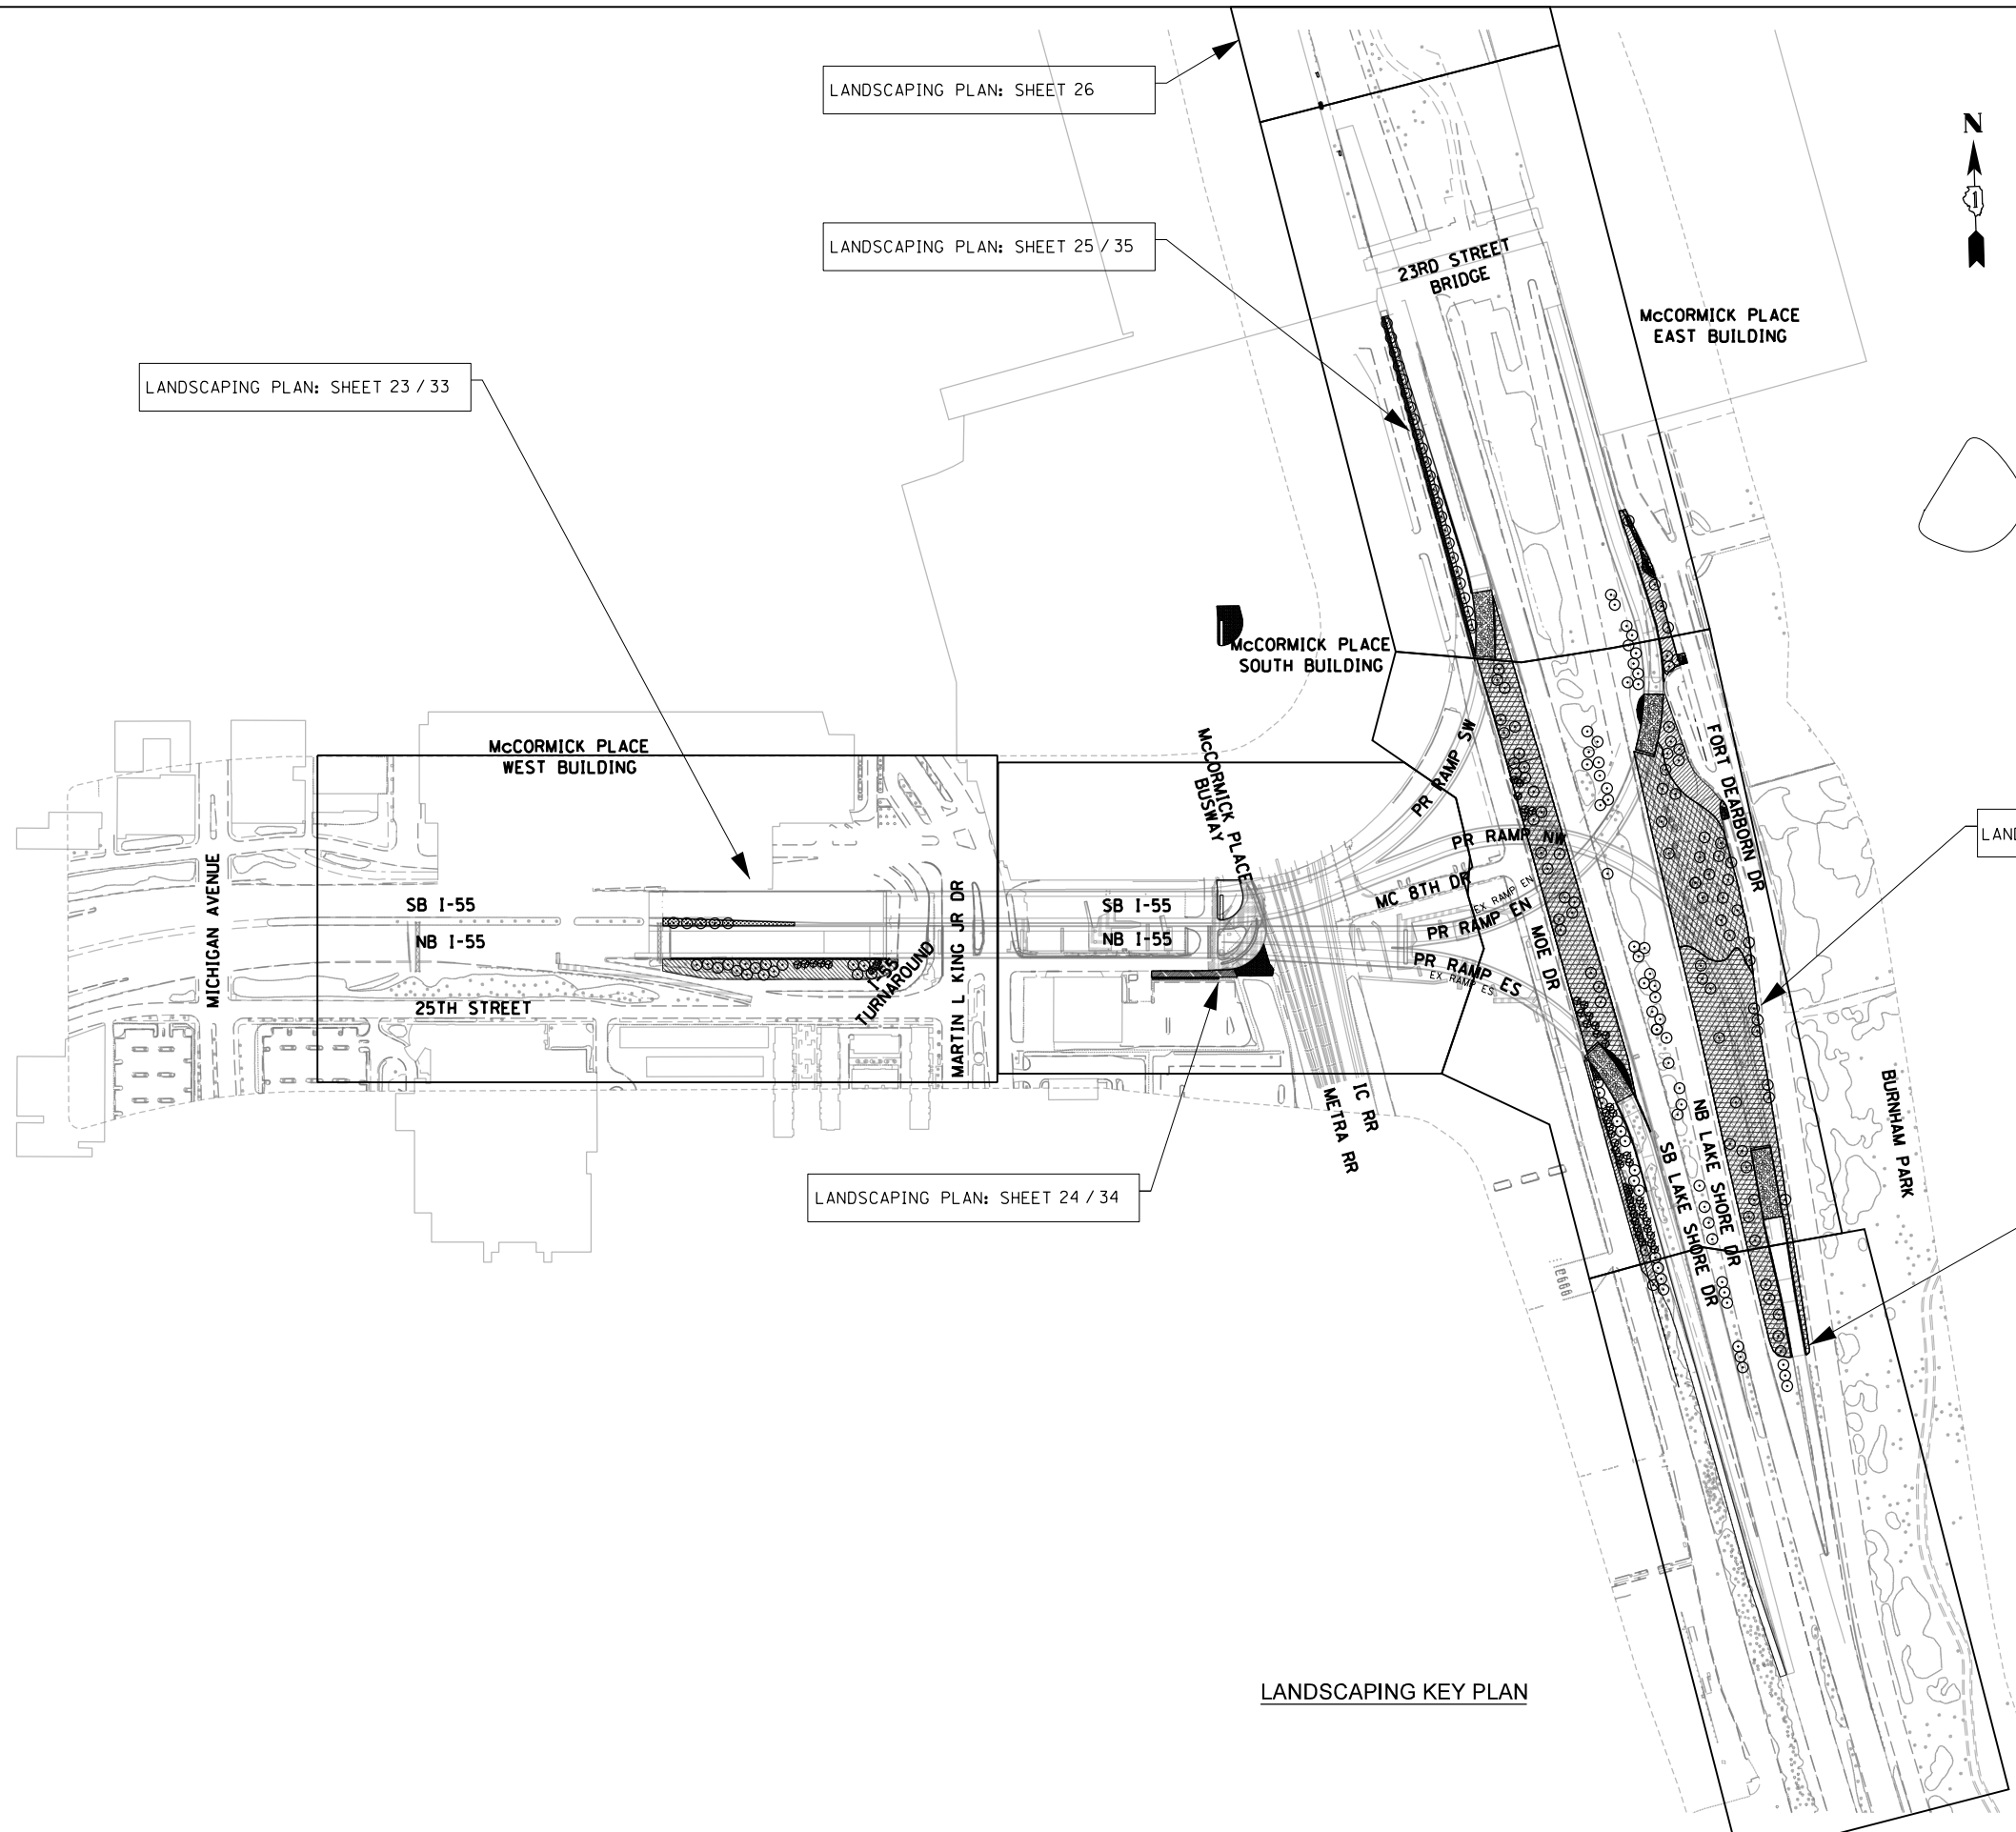 LANDSCAPING PLAN: SHEET 26
N
1
LANDSCAPING PLAN: SHEET 25 / 35
23RD STREET
BRIDGE
McCORMICK PLACE
EAST BUILDING
LANDSCAPING PLAN: SHEET 23 / 33
McCORMICK PLACE
SOUTH BUILDING
McCORMICK PLACE
WEST BUILDING
McCORMICK PLACE
BUSWAY
PR RAMP SW
FORT DEARBORN DR
PR RAMP NW
LAND
MICHIGAN AVENUE
SB I-55
NB I-55
MC 8TH DR
EX RAMP EN
PR RAMP EN
SB I-55
NB I-55
MARTIN L KING JR DR
I-55
TURNAROUND
PR RAMP ES
EX RAMP ES
MOE DR
25TH STREET
IC RR
METRA RR
NB LAKE SHORE DR
SB LAKE SHORE DR
BURNHAM PARK
LANDSCAPING PLAN: SHEET 24 / 34
LANDSCAPING KEY PLAN